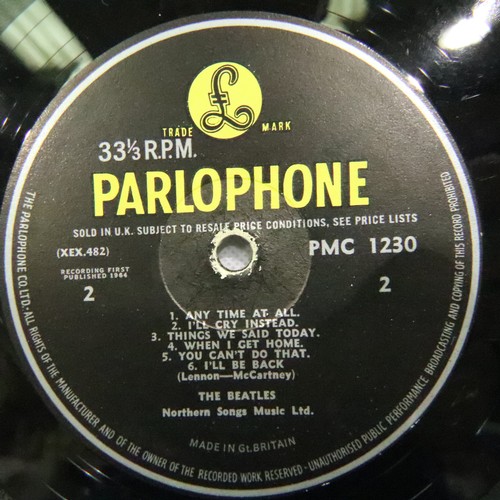 £
TRADE MARK
33⅓ R.P.M.
PARLOPHONE
SOLD IN U.K. SUBJECT TO RESALE PRICE CONDITIONS, SEE PRICE LISTS
(XEX.482)
PMC 1230
RECORDING FIRST
PUBLISHED 1964
2
2
1. ANY TIME AT ALL.
2. I'LL CRY INSTEAD.
3. THINGS WE SAID TODAY.
4. WHEN I GET HOME.
5. YOU CAN'T DO THAT.
6. I'LL BE BACK
(Lennon—McCartney)
THE BEATLES
Northern Songs Music Ltd.
MADE IN Gt. BRITAIN
THE PARLOPHONE CO. LTD.- ALL RIGHTS OF THE MANUFACTURER AND OF THE OWNER OF THE RECORDED WORK RESERVED - UNAUTHORISED PUBLIC PERFORMANCE BROADCASTING AND COPYING OF THIS RECORD PROHIBITED